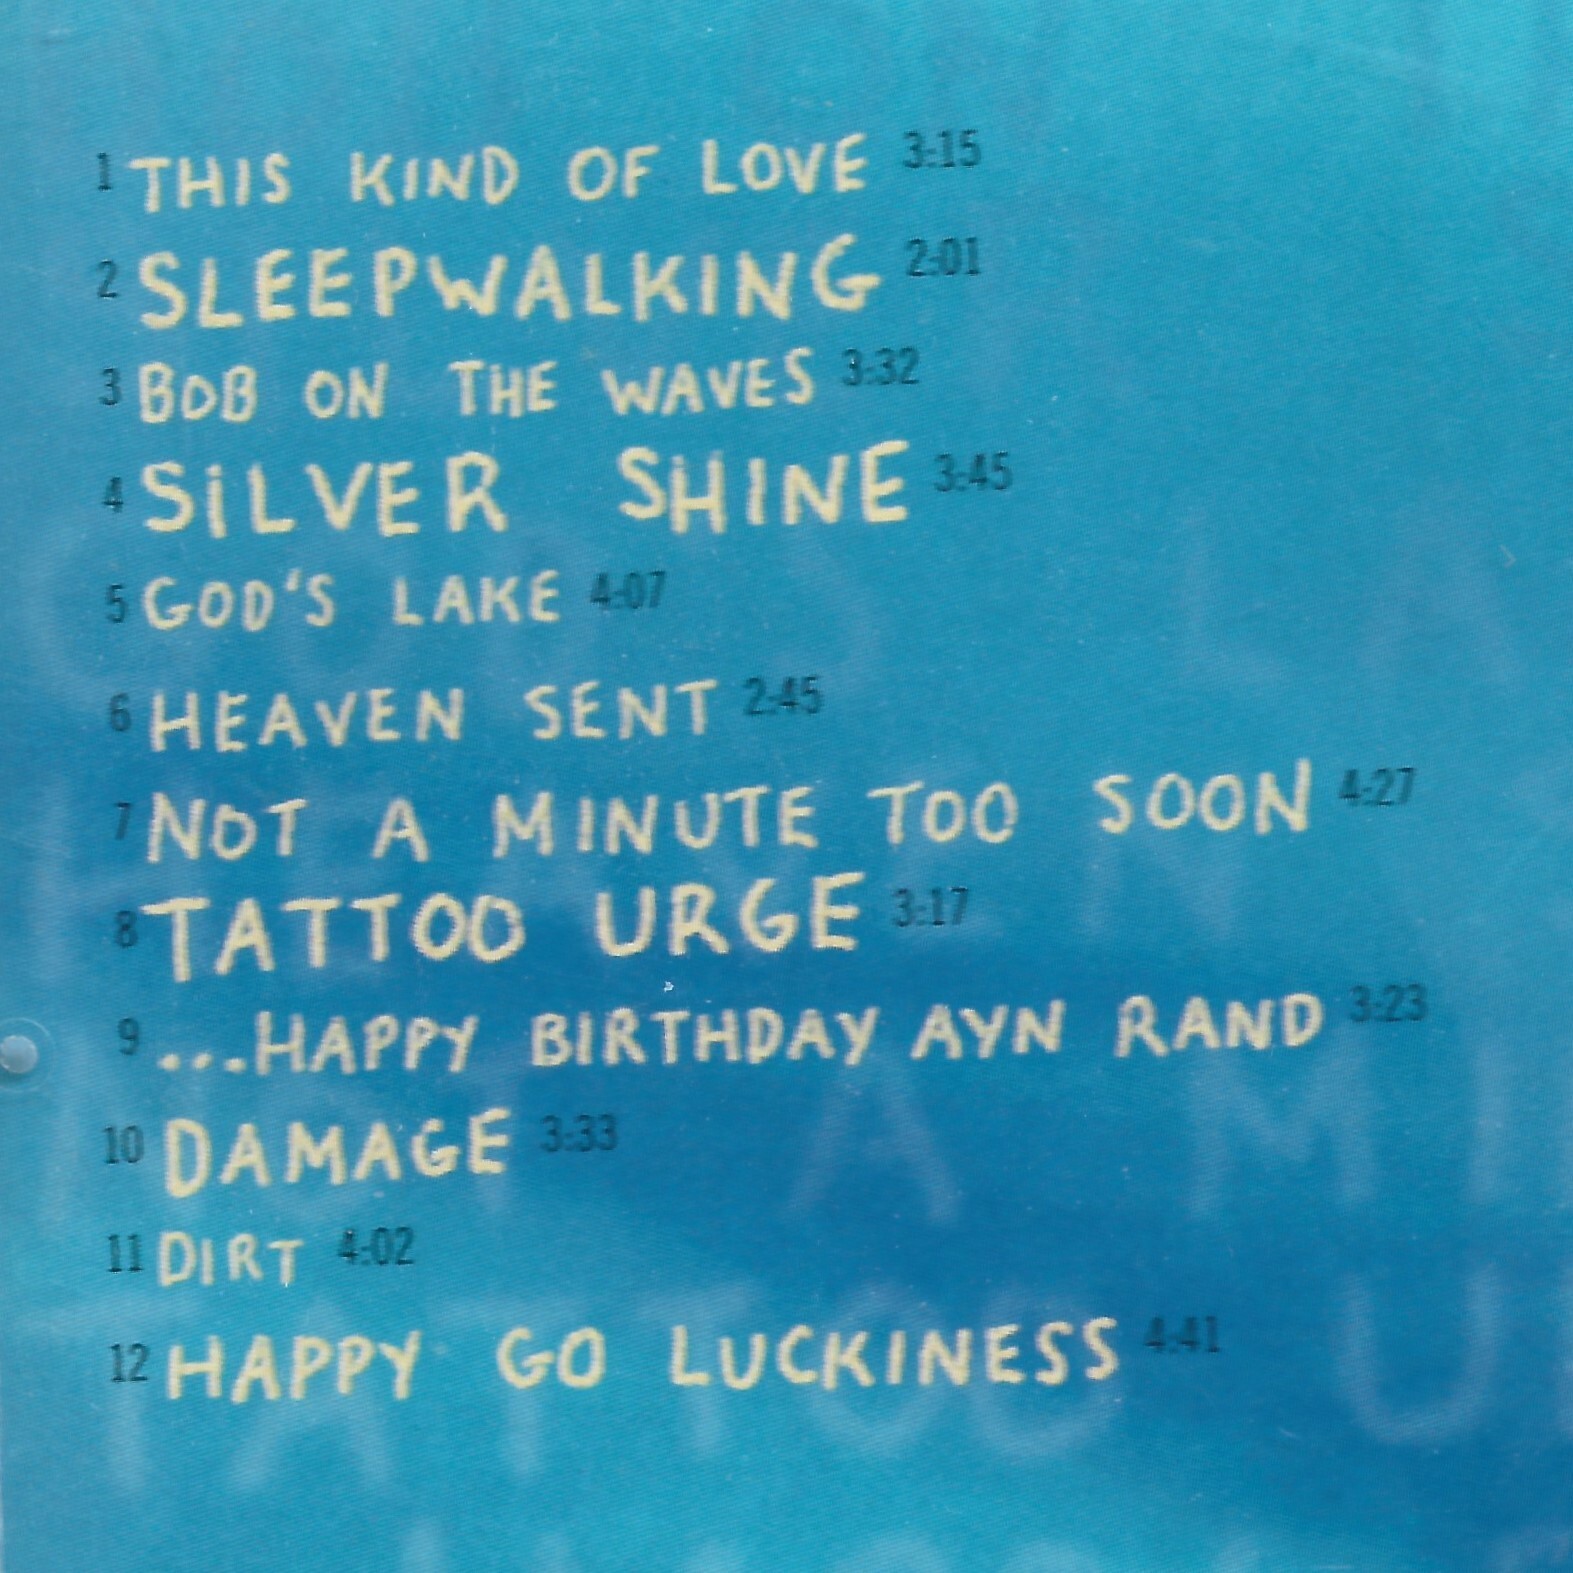 1 THIS KIND OF LOVE 3:15
2 SLEEPWALKING 2:01
3 BOB ON THE WAVES 3:32
4 SILVER SHINE 3:45
5 GOD'S LAKE 4:07
6 HEAVEN SENT 2:45
7 NOT A MINUTE TOO SOON 4:27
8 TATTOO URGE 3:17
9 ...HAPPY BIRTHDAY AYN RAND 3:23
10 DAMAGE 3:33
11 DIRT 4:02
12 HAPPY GO LUCKINESS 4:41